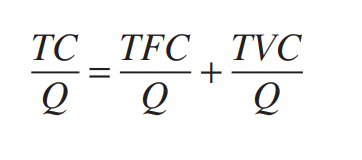 TC/Q = TFC/Q + TVC/Q